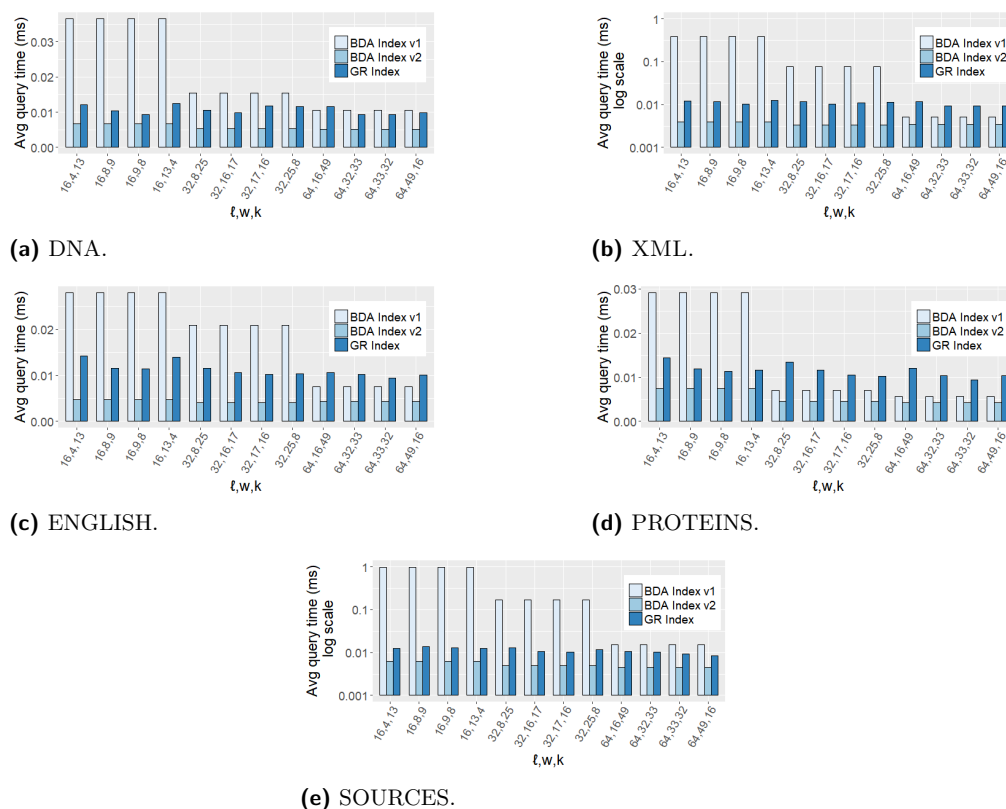 Avg query time (ms)
0.03
0.02
0.01
0.00
BDA Index v1
BDA Index v2
GR Index
16,4,13
16,8,9
16,9,8
16,13,4
32,8,25
32,16,17
32,17,16
32,25,8
64,16,49
64,32,33
64,33,32
64,49,16
ℓ,w,k
(a) DNA.
Avg query time (ms)
log scale
1
0.1
0.01
0.001
BDA Index v1
BDA Index v2
GR Index
16,4,13
16,8,9
16,9,8
16,13,4
32,8,25
32,16,17
32,17,16
32,25,8
64,16,49
64,32,33
64,33,32
64,49,16
ℓ,w,k
(b) XML.
Avg query time (ms)
0.02
0.01
0.00
BDA Index v1
BDA Index v2
GR Index
16,4,13
16,8,9
16,9,8
16,13,4
32,8,25
32,16,17
32,17,16
32,25,8
64,16,49
64,32,33
64,33,32
64,49,16
ℓ,w,k
(c) ENGLISH.
Avg query time (ms)
0.03
0.02
0.01
0.00
BDA Index v1
BDA Index v2
GR Index
16,4,13
16,8,9
16,9,8
16,13,4
32,8,25
32,16,17
32,17,16
32,25,8
64,16,49
64,32,33
64,33,32
64,49,16
ℓ,w,k
(d) PROTEINS.
Avg query time (ms)
log scale
1
0.1
0.01
0.001
BDA Index v1
BDA Index v2
GR Index
16,4,13
16,8,9
16,9,8
16,13,4
32,8,25
32,16,17
32,17,16
32,25,8
64,16,49
64,32,33
64,33,32
64,49,16
ℓ,w,k
(e) SOURCES.